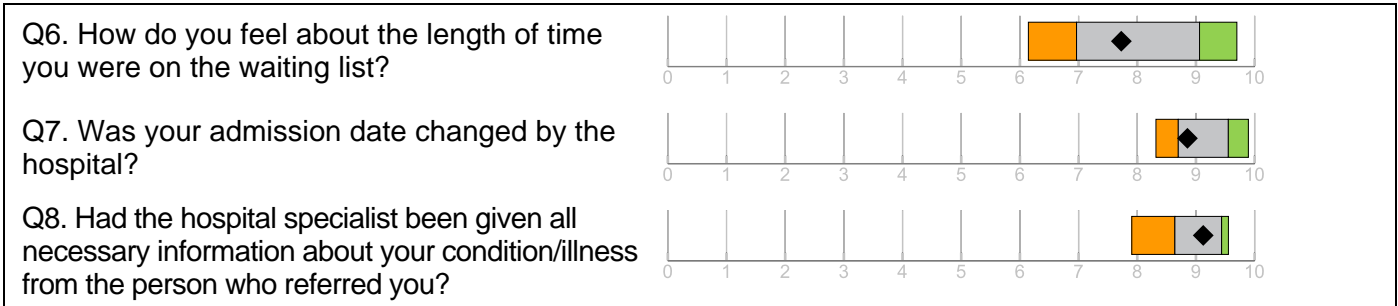 Q6. How do you feel about the length of time
you were on the waiting list?
0 1 2 3 4 5 6 7 8 9 10
Q7. Was your admission date changed by the
hospital?
0 1 2 3 4 5 6 7 8 9 10
Q8. Had the hospital specialist been given all
necessary information about your condition/illness
from the person who referred you?
0 1 2 3 4 5 6 7 8 9 10